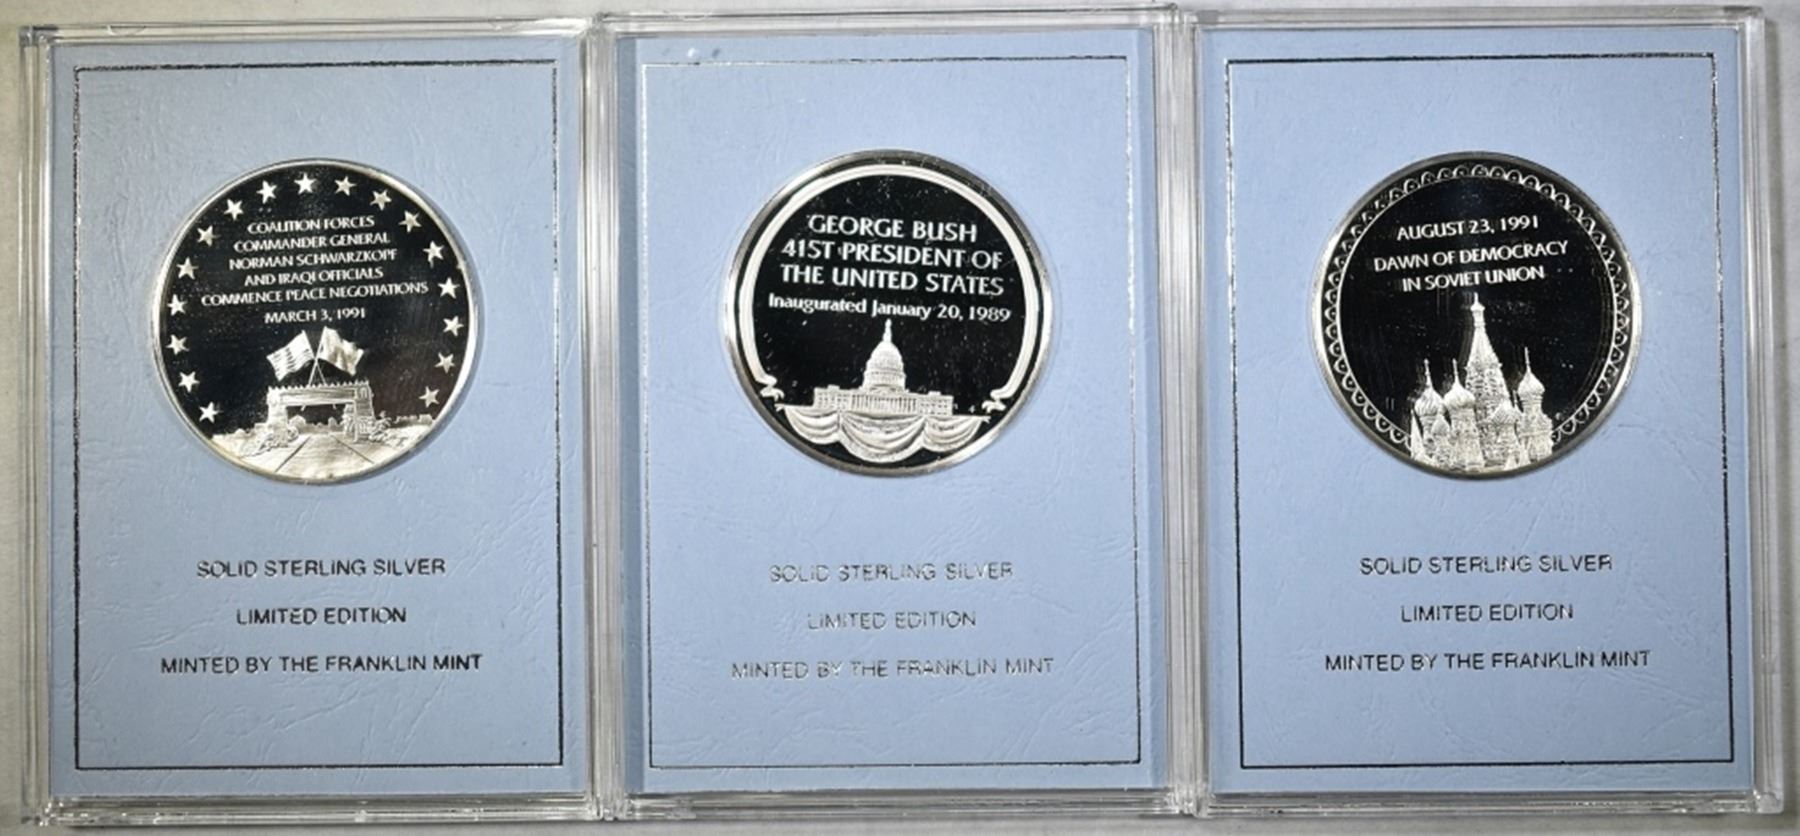 COALITION FORCES
COMMANDER GENERAL
NORMAN SCHWARZKOPF
AND IRAQI OFFICIALS
COMMENCE PEACE NEGOTIATIONS
MARCH 3, 1991
SOLID STERLING SILVER
LIMITED EDITION
MINTED BY THE FRANKLIN MINT
GEORGE BUSH
41ST PRESIDENT OF
THE UNITED STATES
Inaugurated January 20, 1989
SOLID STERLING SILVER
LIMITED EDITION
MINTED BY THE FRANKLIN MINT
AUGUST 23, 1991
DAWN OF DEMOCRACY
IN SOVIET UNION
SOLID STERLING SILVER
LIMITED EDITION
MINTED BY THE FRANKLIN MINT